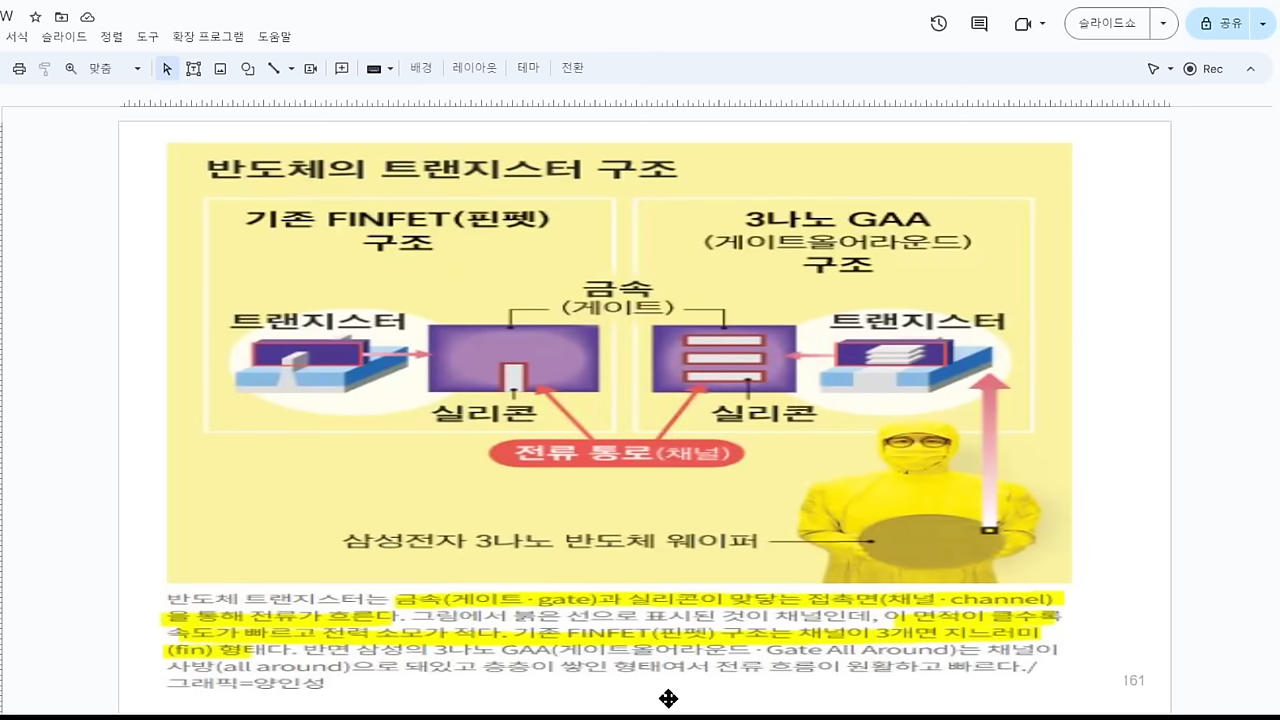 W
서식 슬라이드 정렬 도구 확장 프로그램 도움말
슬라이드쇼
공유
맞춤
배경 레이아웃 테마 전환
Rec
반도체의 트랜지스터 구조
기존 FINFET(핀펫)
구조
3나노 GAA
(게이트올어라운드)
구조
금속
(게이트)
트랜지스터
트랜지스터
실리콘
실리콘
전류 통로(채널)
삼성전자 3나노 반도체 웨이퍼
반도체 트랜지스터는 금속(게이트·gate)과 실리콘이 맞닿는 접촉면(채널·channel)
을 통해 전류가 흐른다. 그림에서 붉은 선으로 표시된 것이 채널인데, 이 면적이 클수록
속도가 빠르고 전력 소모가 적다. 기존 FINFET(핀펫) 구조는 채널이 3개면 지느러미
(fin) 형태다. 반면 삼성의 3나노 GAA(게이트올어라운드·Gate All Around)는 채널이
사방(all around)으로 돼있고 층층이 쌓인 형태여서 전류 흐름이 원활하고 빠르다./
그래픽=양인성
161